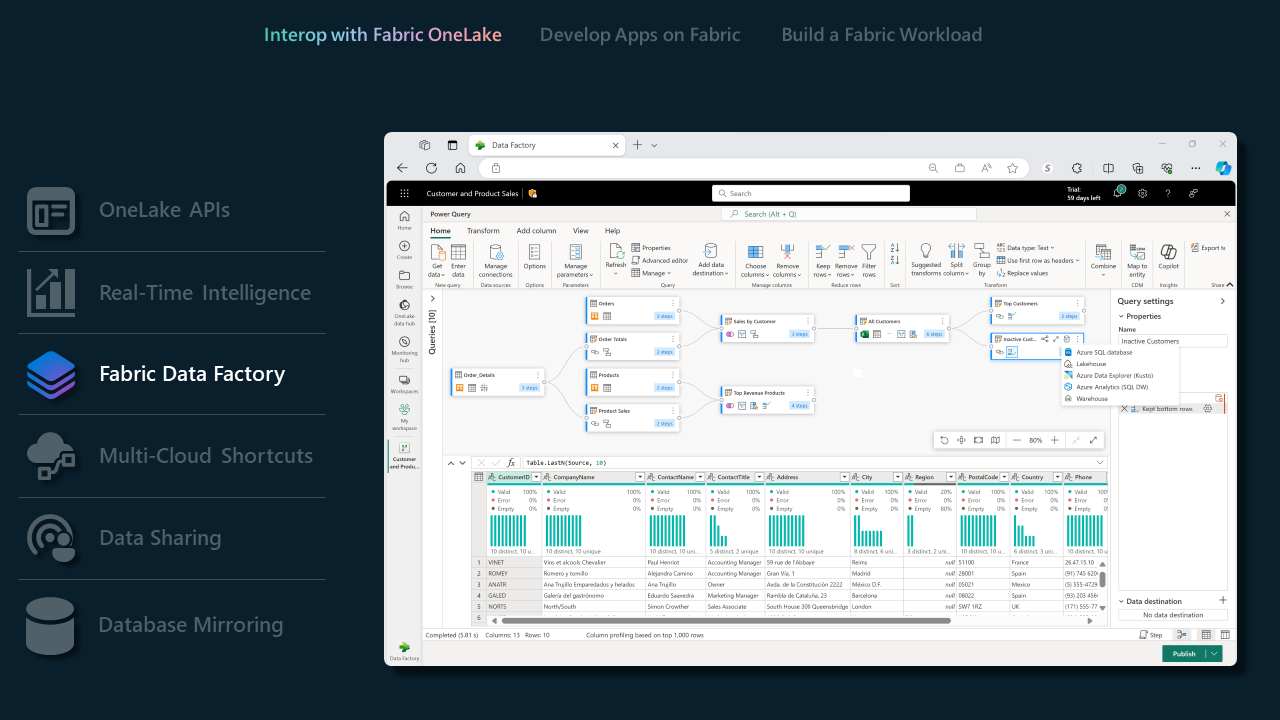 Interop with Fabric OneLake Develop Apps on Fabric Build a Fabric Workload
OneLake APIs
Real-Time Intelligence
Fabric Data Factory
Multi-Cloud Shortcuts
Data Sharing
Database Mirroring
Data Factory
Customer and Product Sales
Search
Trial:
59 days left
2
Power Query
Search (Alt + Q)
Home Transform Add column View Help
Get data
Enter data
Manage connections
Options
Manage parameters
Refresh
Properties
Advanced editor
Manage
Add data destination
Choose columns
Remove columns
Keep rows
Remove rows
Filter rows
Suggested transforms
Split column
Group by
Data type: Text
Use first row as headers
Replace values
Combine
Map to entity
Copilot
Export te
New query Data sources Options Parameters Query Manage columns Reduce rows Sort Transform CDM Insights Share
Home
Create
Browse
OneLake data hub
Monitoring hub
Workspaces
My workspace
Customer and Produ...
Data Factory
Queries [10]
Order_Details
3 steps
Orders
2 steps
Order Totals
2 steps
Products
2 steps
Product Sales
2 steps
Sales by Customer
3 steps
Top Revenue Products
4 steps
All Customers
6 steps
Top Customers
2 steps
Inactive Cust...
Azure SQL database
Lakehouse
Azure Data Explorer (Kusto)
Azure Analytics (SQL DW)
Warehouse
80%
Query settings
Properties
Name
Inactive Customers
Kept bottom rows
Data destination
No data destination
fx Table.LastN(Source, 10)
CustomerID CompanyName ContactName ContactTitle Address City Region PostalCode Country Phone
Valid 100% Valid 100% Valid 100% Valid 100% Valid 100% Valid 100% Valid 20% Valid 100% Valid 100% Valid 100
Error 0% Error 0% Error 0% Error 0% Error 0% Error 0% Error 0% Error 0% Error 0% Error 0
Empty 0% Empty 0% Empty 0% Empty 0% Empty 0% Empty 0% Empty 80% Empty 0% Empty 0% Empty 0
10 distinct, 10 u... 10 distinct, 10 unique 10 distinct, 10 uni... 5 distinct, 2 unique 10 distinct, 10 unique 8 distinct, 6 uni... 3 distinct, 2 uni... 10 distinct, 10 u... 6 distinct, 3 uni... 10 distinct, 10 u
1 VINET Vins et alcools Chevalier Paul Henriot Accounting Manager 59 rue de l'Abbaye Reims null 51100 France 26.47.15.10
2 ROMEY Romero y tomillo Alejandra Camino Accounting Manager Gran Vía, 1 Madrid null 28001 Spain (91) 745 620
3 ANATR Ana Trujillo Emparedados y helados Ana Trujillo Owner Avda. de la Constitución 2222 México D.F. null 05021 Mexico (5) 555-4729
4 GALED Galería del gastrónomo Eduardo Saavedra Marketing Manager Rambla de Cataluña, 23 Barcelona null 08022 Spain (93) 203 456
5 NORTS North/South Simon Crowther Sales Associate South House 300 Queensbridge London null SW7 1RZ UK (171) 555-77
6
Completed (5.81 s) Columns: 13 Rows: 10 Column profiling based on top 1,000 rows
Step
Publish